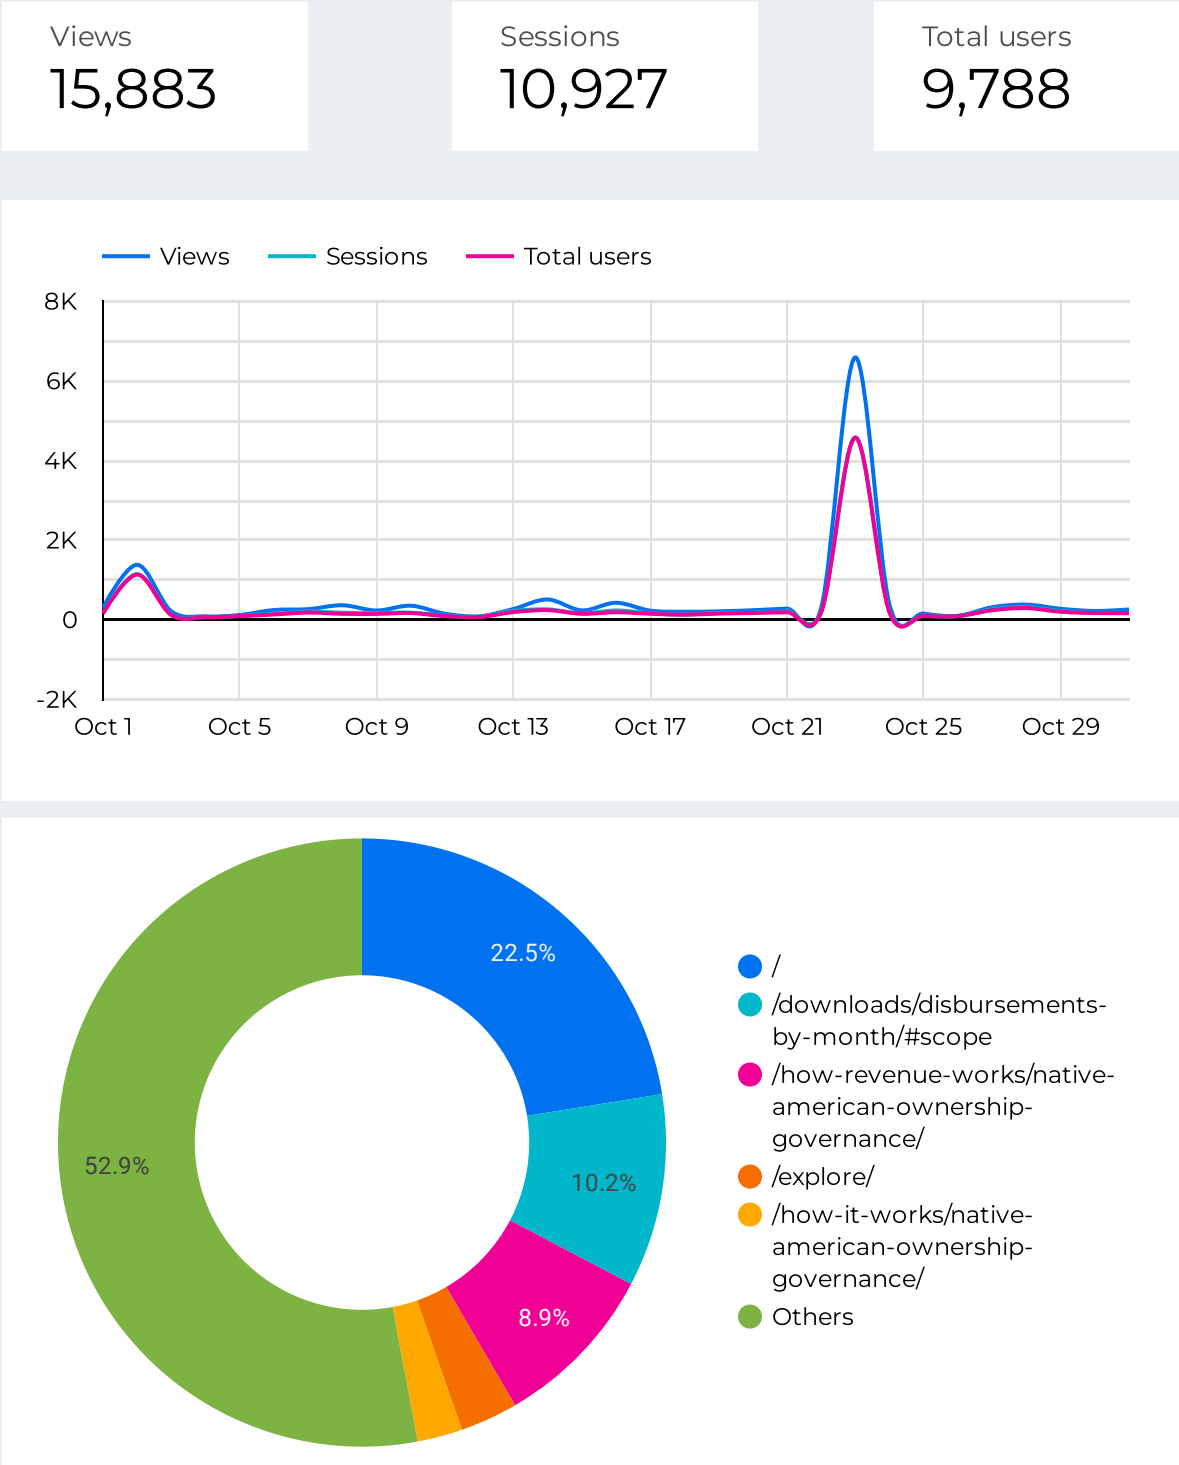 Views
15,883
Sessions
10,927
Total users
9,788
Views
Sessions
Total users
8K
6K
4K
2K
0
-2K
Oct 1
Oct 5
Oct 9
Oct 13
Oct 17
Oct 21
Oct 25
Oct 29
22.5%
10.2%
8.9%
52.9%
/
/downloads/disbursements-
by-month/#scope
/how-revenue-works/native-
american-ownership-
governance/
/explore/
/how-it-works/native-
american-ownership-
governance/
Others